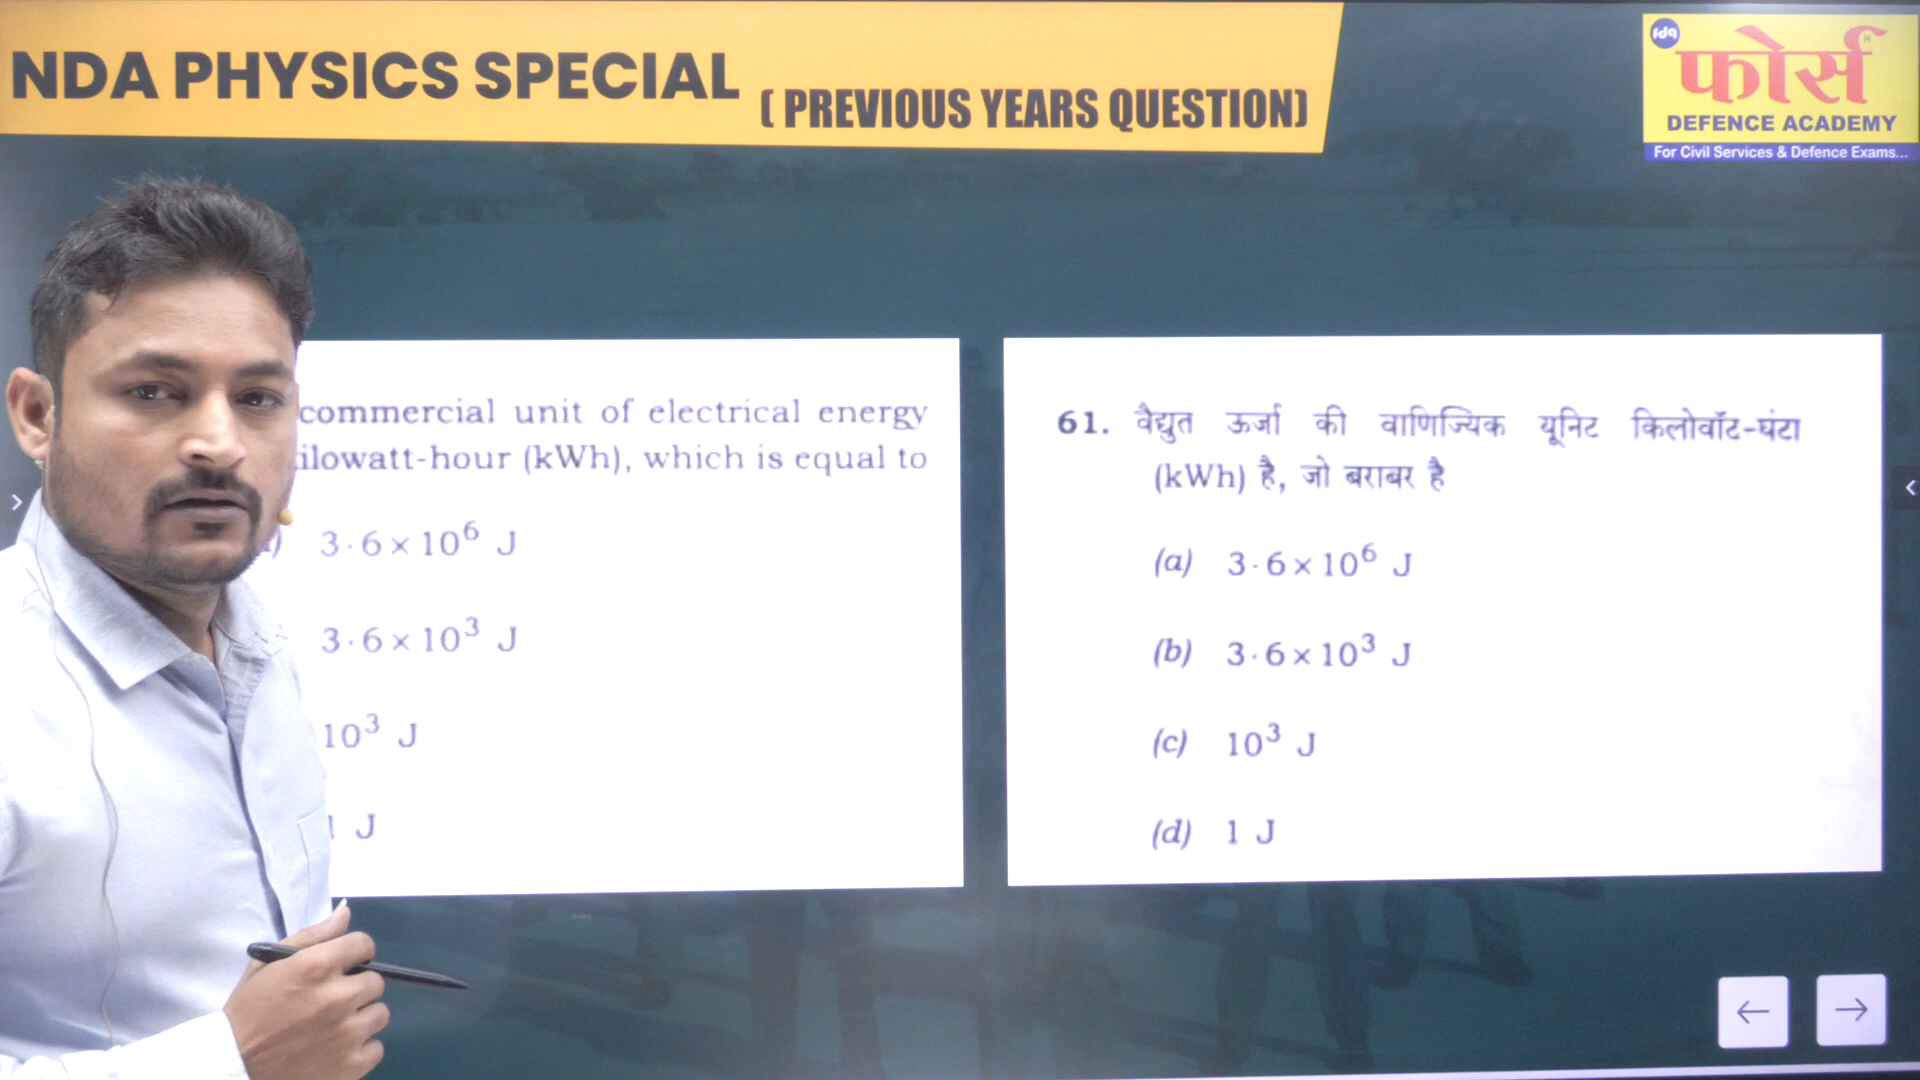 NDA PHYSICS SPECIAL
( PREVIOUS YEARS QUESTION)
fda
फोर्स
R
DEFENCE ACADEMY
For Civil Services & Defence Exams...
commercial unit of electrical energy
(kWh), which is equal to
3·6×10⁶ J
3·6×10³ J
10³ J
1 J
61. वैद्युत ऊर्जा की वाणिज्यिक यूनिट किलोवॉट-घंटा
(kWh) है, जो बराबर है
(a) 3·6×10⁶ J
(b) 3·6×10³ J
(c) 10³ J
(d) 1 J